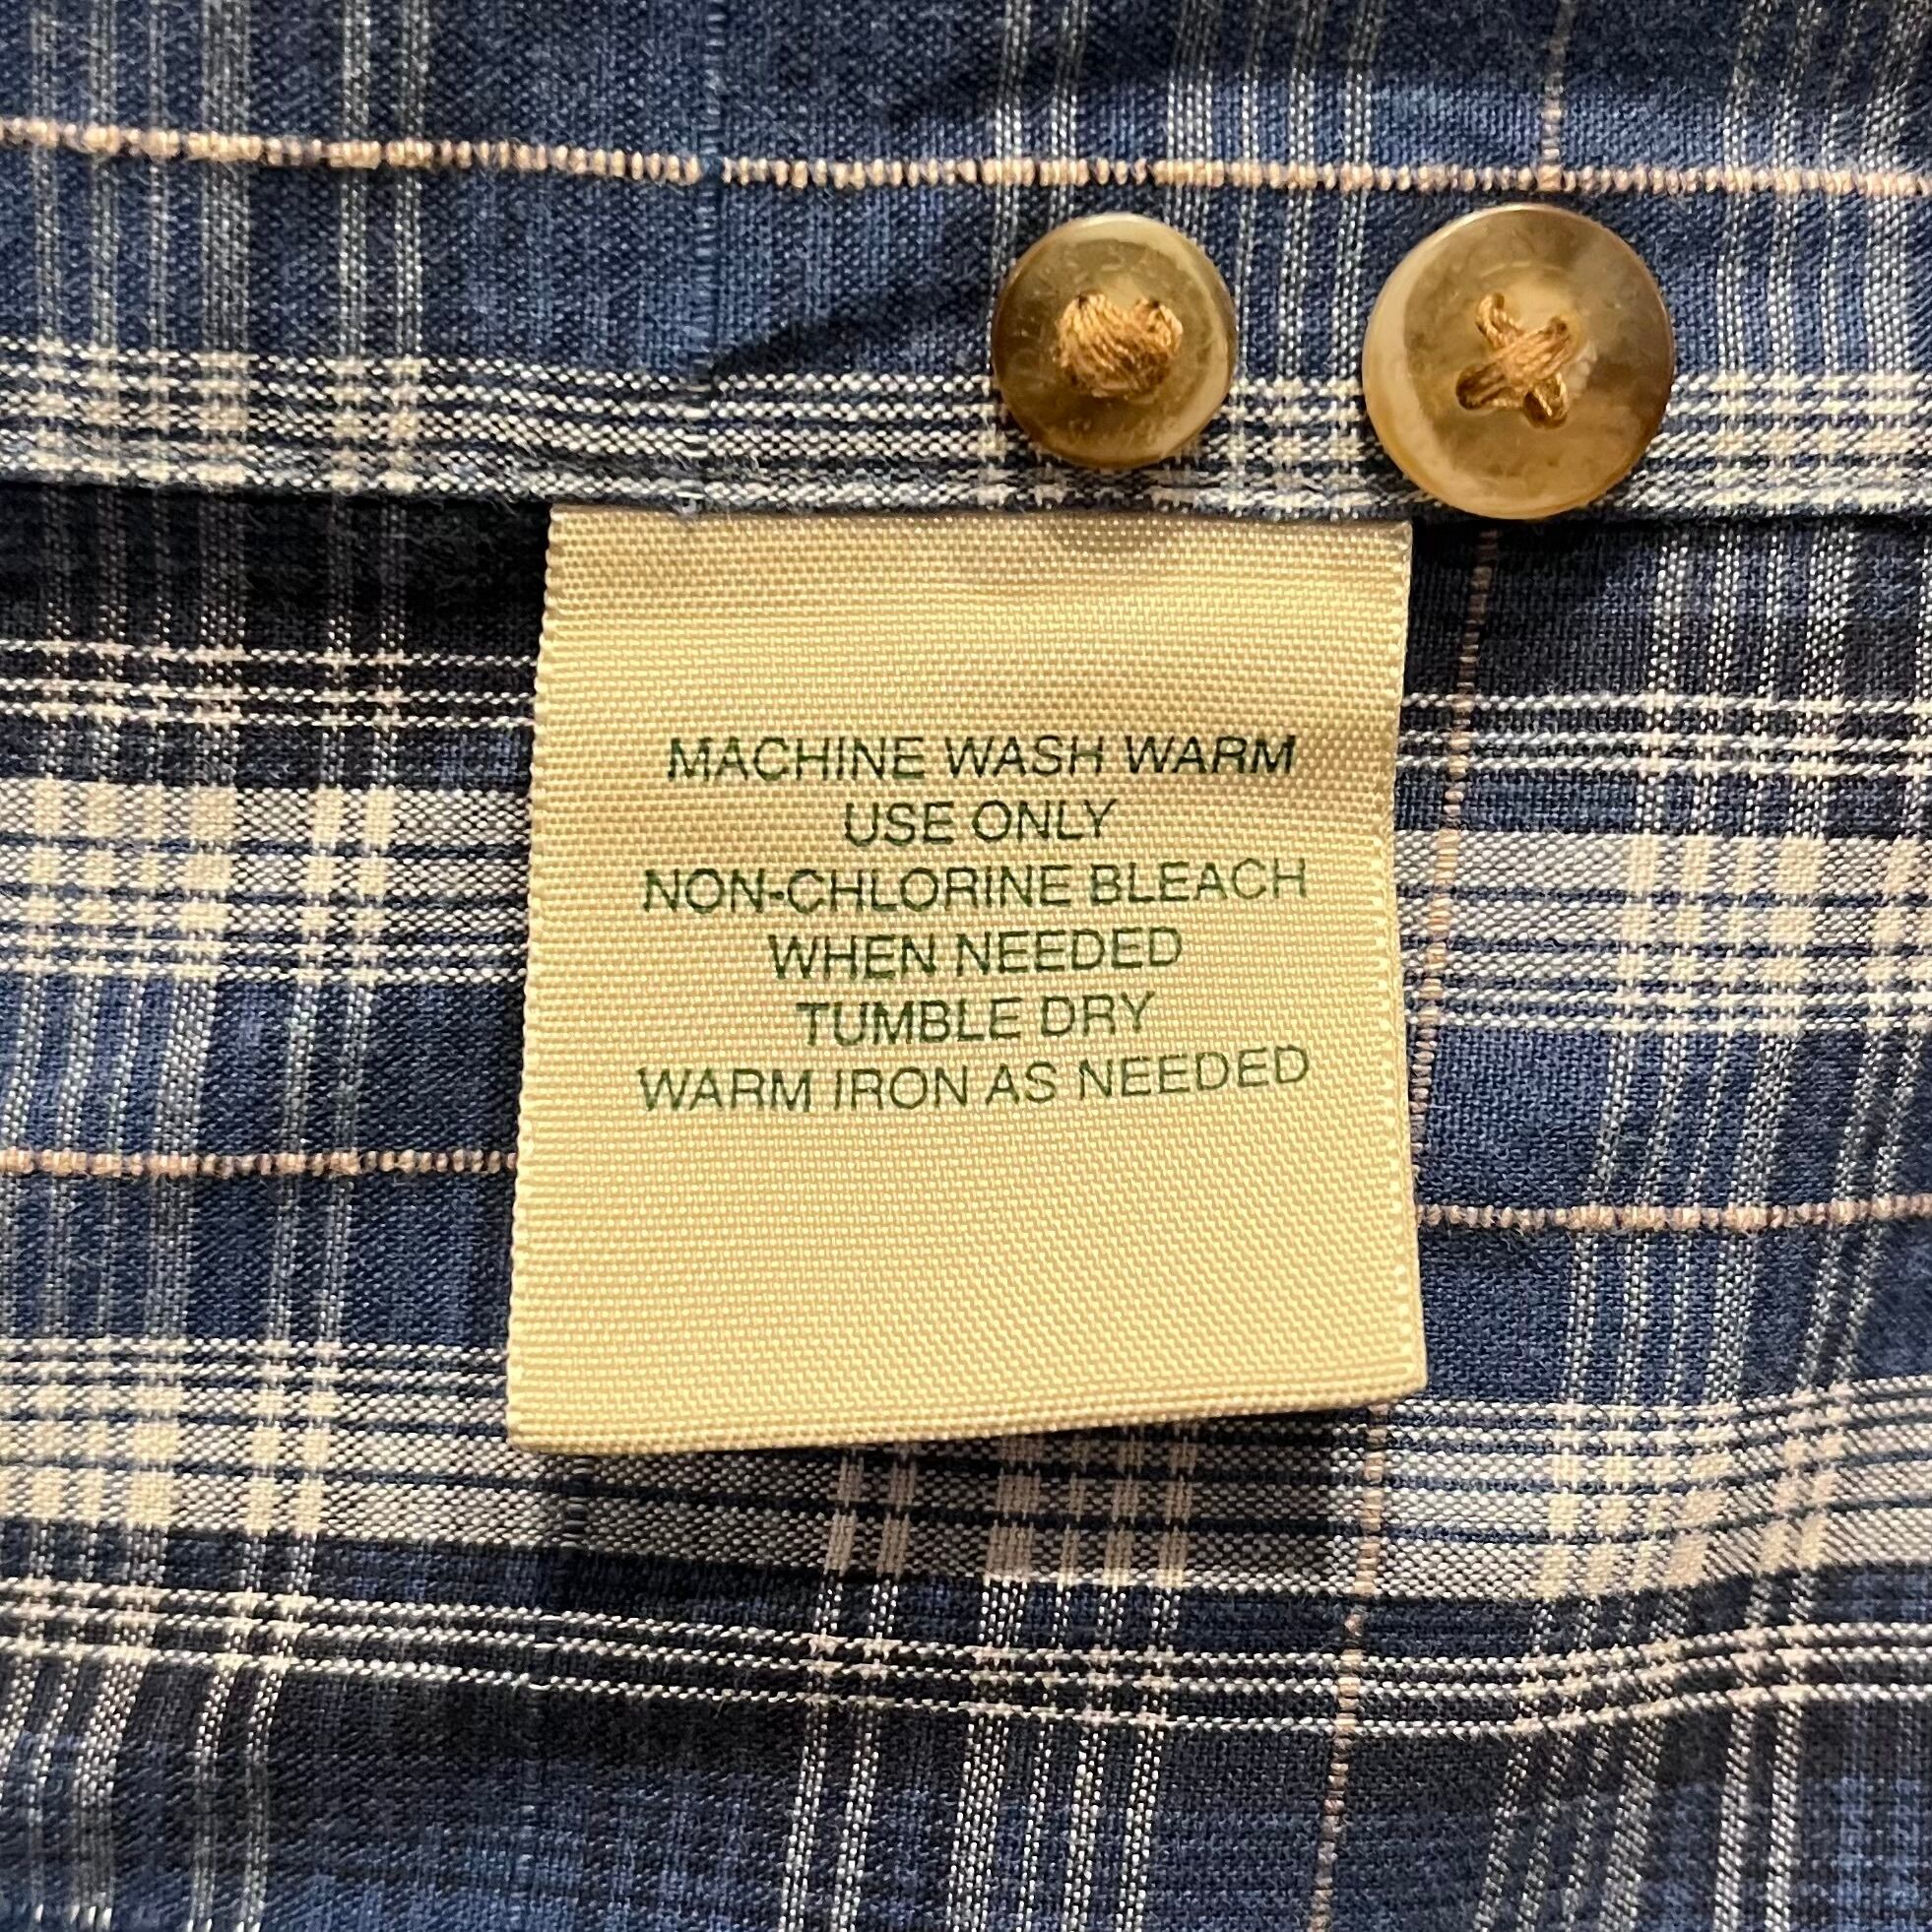 MACHINE WASH WARM
USE ONLY
NON-CHLORINE BLEACH
WHEN NEEDED
TUMBLE DRY
WARM IRON AS NEEDED